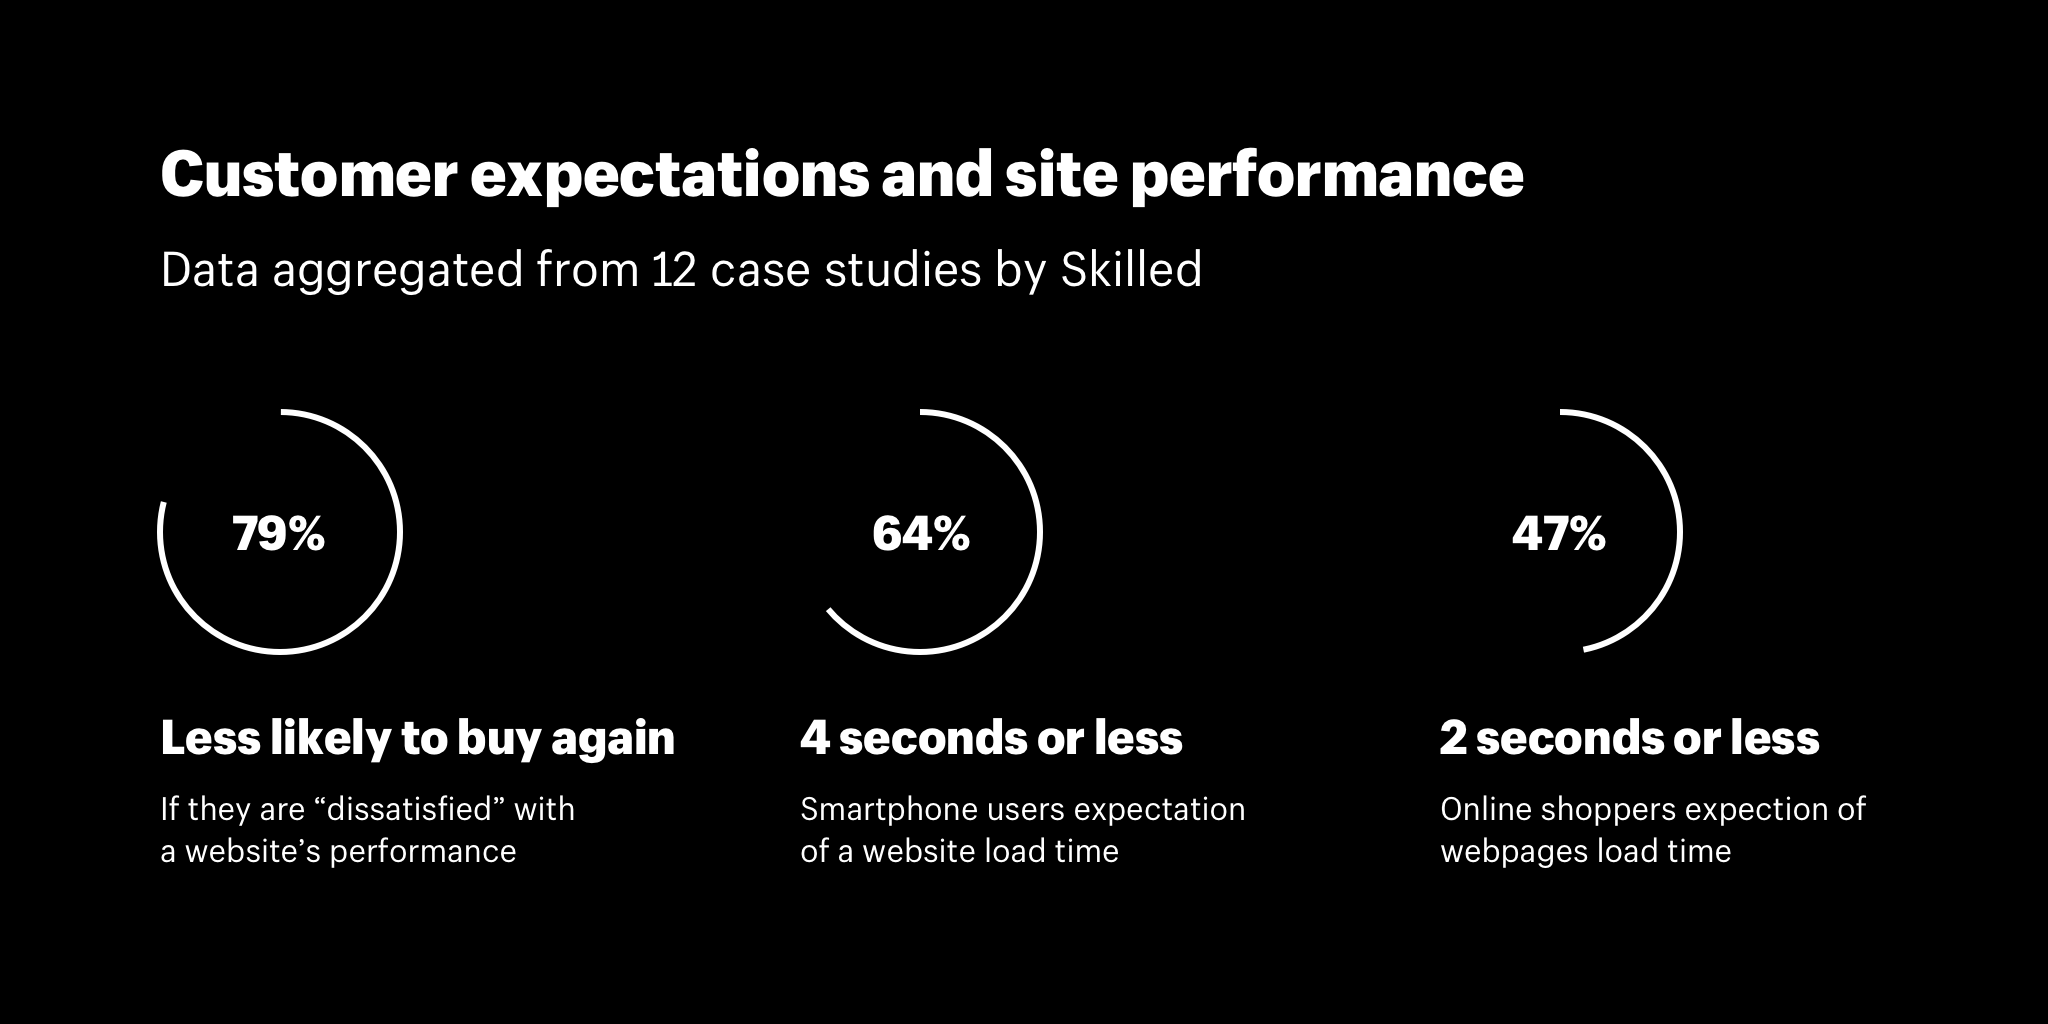 Customer expectations and site performance
Data aggregated from 12 case studies by Skilled
79%
Less likely to buy again
If they are “dissatisfied” with
a website’s performance
64%
4 seconds or less
Smartphone users expectation
of a website load time
47%
2 seconds or less
Online shoppers expection of
webpages load time